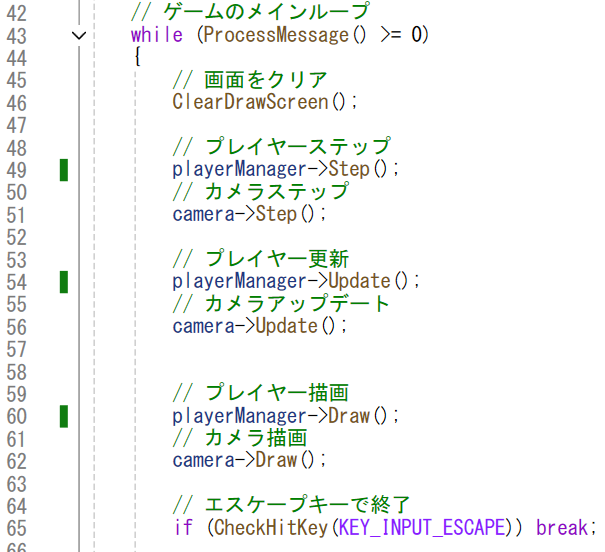 42 // ゲームのメインループ
43 while (ProcessMessage() >= 0)
44 {
45 // 画面をクリア
46 ClearDrawScreen();
47
48 // プレイヤーステップ
49 playerManager->Step();
50 // カメラステップ
51 camera->Step();
52
53 // プレイヤー更新
54 playerManager->Update();
55 // カメラアップデート
56 camera->Update();
57
58
59 // プレイヤー描画
60 playerManager->Draw();
61 // カメラ描画
62 camera->Draw();
63
64 // エスケープキーで終了
65 if (CheckHitKey(KEY_INPUT_ESCAPE)) break;